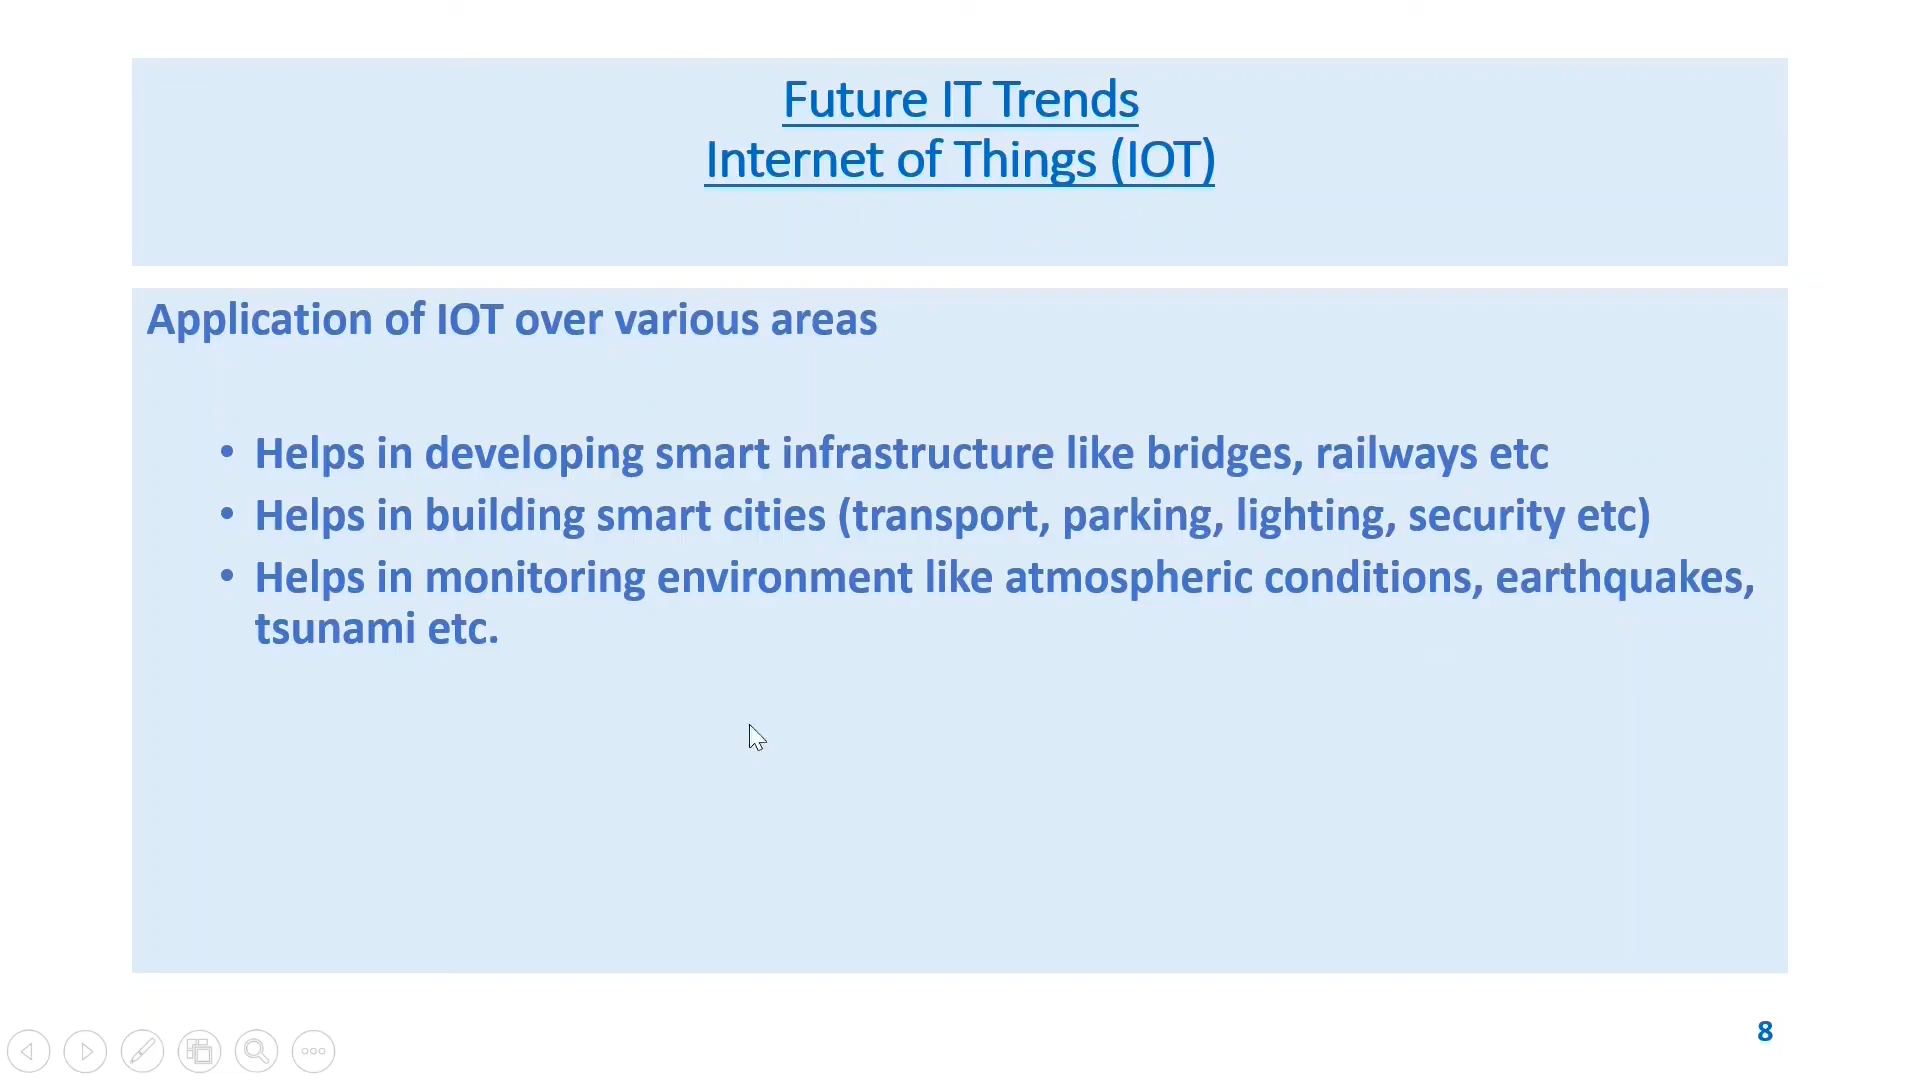 Future IT Trends
Internet of Things (IOT)
Application of IOT over various areas
• Helps in developing smart infrastructure like bridges, railways etc
• Helps in building smart cities (transport, parking, lighting, security etc)
• Helps in monitoring environment like atmospheric conditions, earthquakes,
tsunami etc.
8